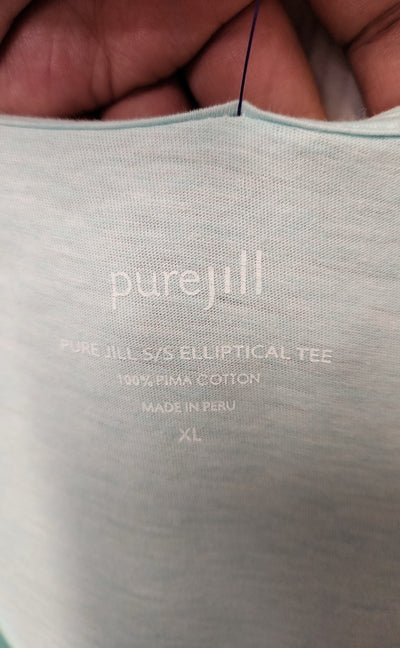 purejill
PURE JILL S/S ELLIPTICAL TEE
100% PIMA COTTON
MADE IN PERU
XL